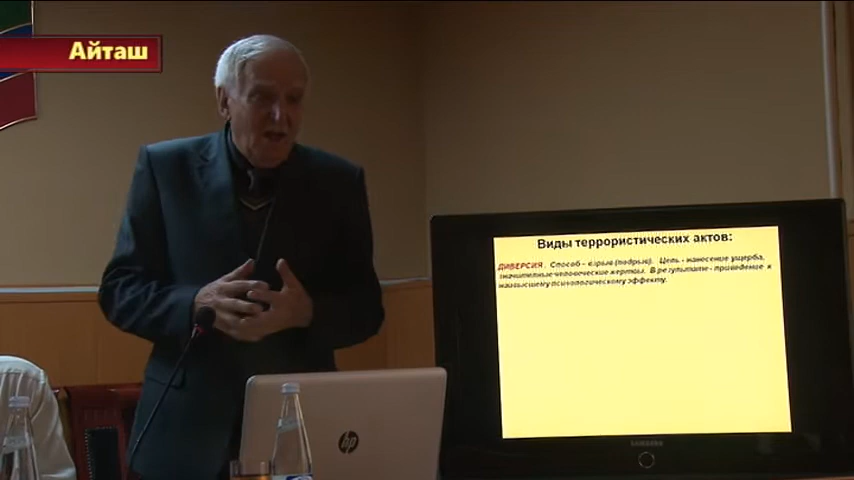 Айташ
Виды террористических актов:
ДИВЕРСИЯ. Способ - взрыв (подрыв). Цель - нанесение ущерба,
значительные человеческие жертвы. В результате - приведение к
наивысшему психологическому эффекту.
SAMSUNG
hp